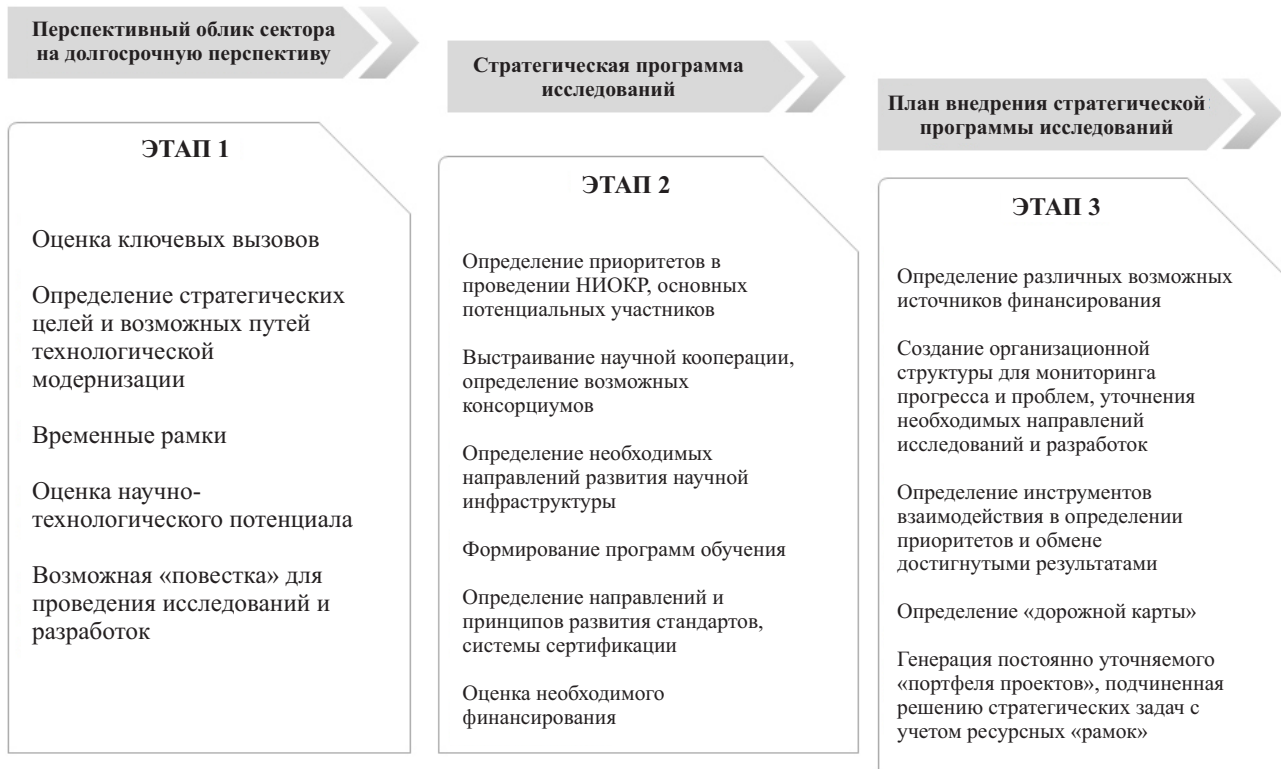 Перспективный облик сектора
на долгосрочную перспективу
ЭТАП 1
Оценка ключевых вызовов
Определение стратегических
целей и возможных путей
технологической
модернизации
Временные рамки
Оценка научно-
технологического потенциала
Возможная «повестка» для
проведения исследований и
разработок
Стратегическая программа
исследований
ЭТАП 2
Определение приоритетов в
проведении НИОКР, основных
потенциальных участников
Выстраивание научной кооперации,
определение возможных
консорциумов
Определение необходимых
направлений развития научной
инфраструктуры
Формирование программ обучения
Определение направлений и
принципов развития стандартов,
системы сертификации
Оценка необходимого
финансирования
План внедрения стратегической
программы исследований
ЭТАП 3
Определение различных возможных
источников финансирования
Создание организационной
структуры для мониторинга
прогресса и проблем, уточнения
необходимых направлений
исследований и разработок
Определение инструментов
взаимодействия в определении
приоритетов и обмене
достигнутыми результатами
Определение «дорожной карты»
Генерация постоянно уточняемого
«портфеля проектов», подчиненная
решению стратегических задач с
учетом ресурсных «рамок»